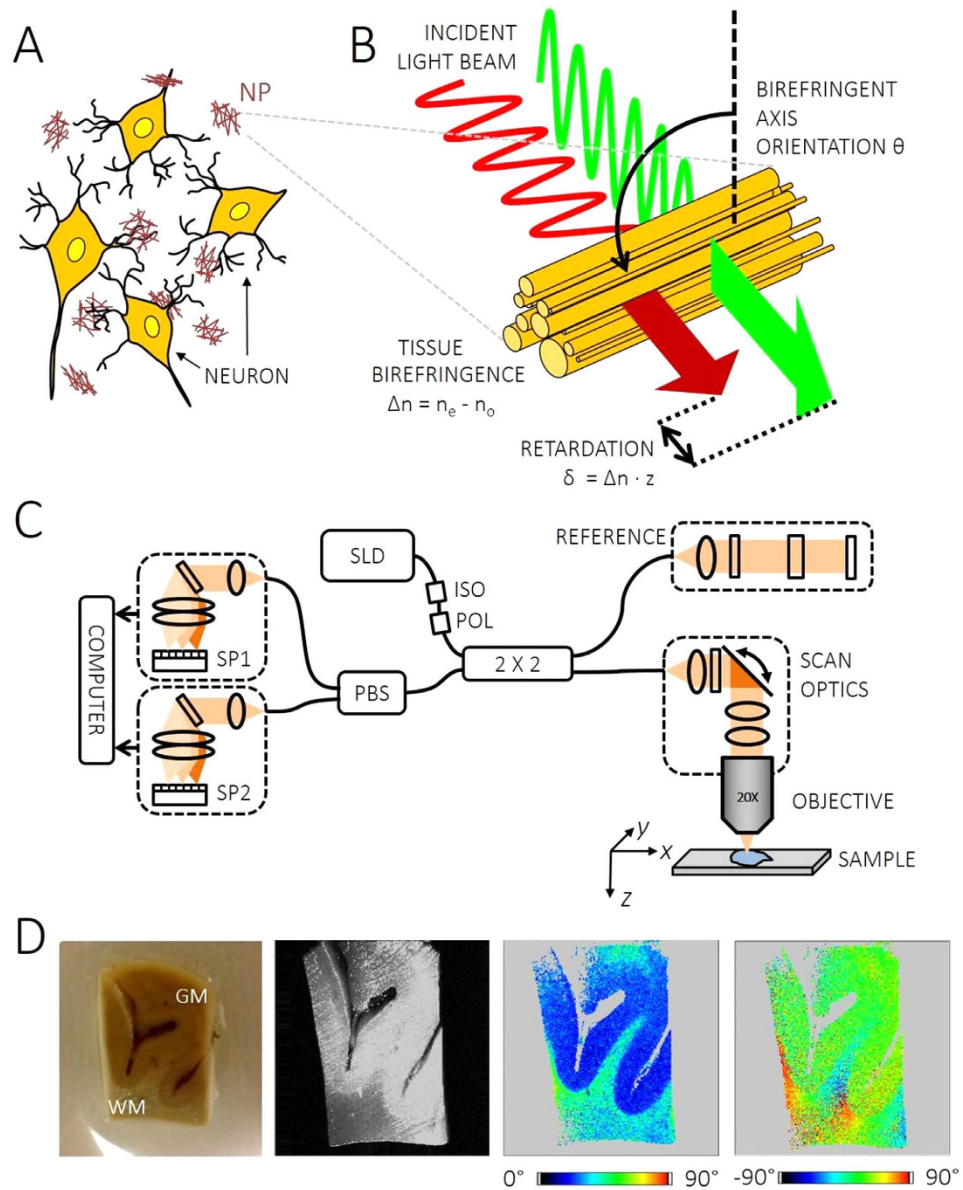 A
NP
NEURON
B
INCIDENT
LIGHT BEAM
BIREFRINGENT
AXIS
ORIENTATION θ
TISSUE
BIREFRINGENCE
Δn = nₑ - nₒ
RETARDATION
δ = Δn · z
C
SLD
ISO
POL
REFERENCE
COMPUTER
SP1
SP2
PBS
2 X 2
SCAN
OPTICS
20X
OBJECTIVE
SAMPLE
y
x
z
D
GM
WM
0° 90°
-90° 90°